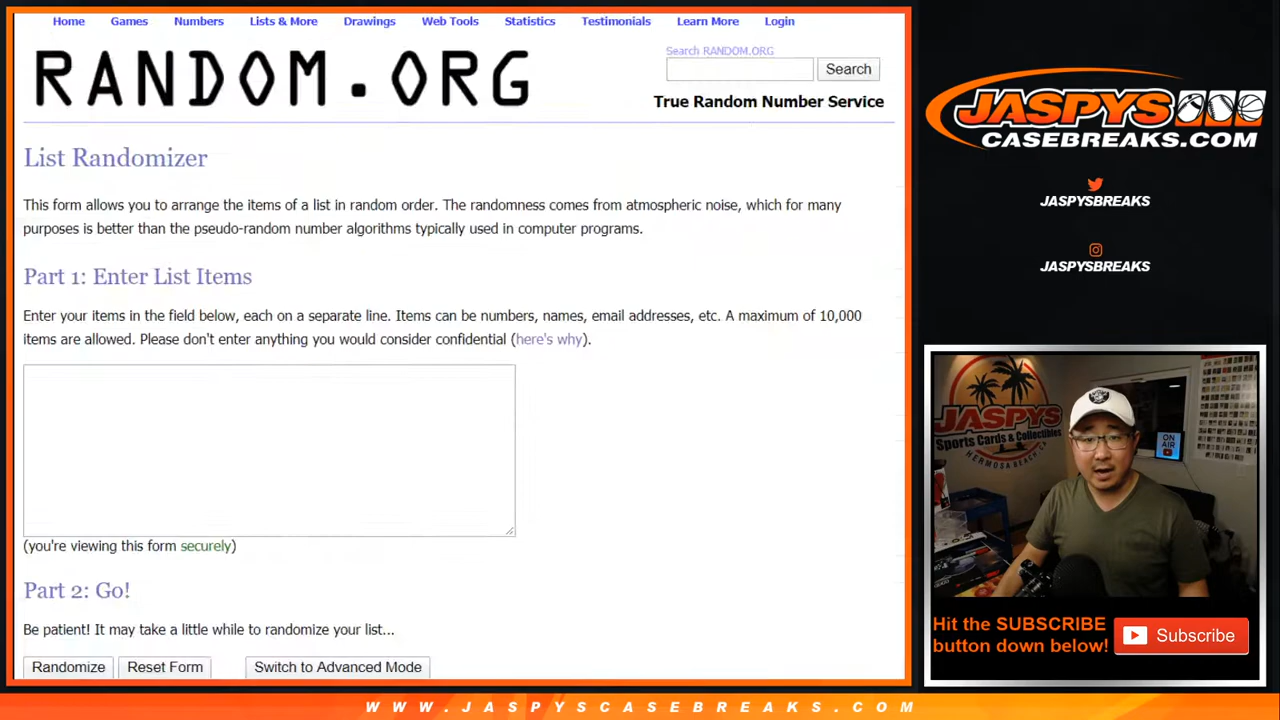 Home Games Numbers Lists & More Drawings Web Tools Statistics Testimonials Learn More Login
RANDOM.ORG
Search RANDOM.ORG
Search
True Random Number Service
List Randomizer
This form allows you to arrange the items of a list in random order. The randomness comes from atmospheric noise, which for many
purposes is better than the pseudo-random number algorithms typically used in computer programs.
Part 1: Enter List Items
Enter your items in the field below, each on a separate line. Items can be numbers, names, email addresses, etc. A maximum of 10,000
items are allowed. Please don't enter anything you would consider confidential (here's why).
(you're viewing this form securely)
Part 2: Go!
Be patient! It may take a little while to randomize your list...
Randomize Reset Form Switch to Advanced Mode
JASPYS
CASEBREAKS.COM
JASPYSBREAKS
JASPYSBREAKS
JASPYS
Sports Cards & Collectibles
HERMOSA BEACH, CA
ON AIR
Hit the SUBSCRIBE
button down below!
Subscribe
WWW.JASPYSCASEBREAKS.COM